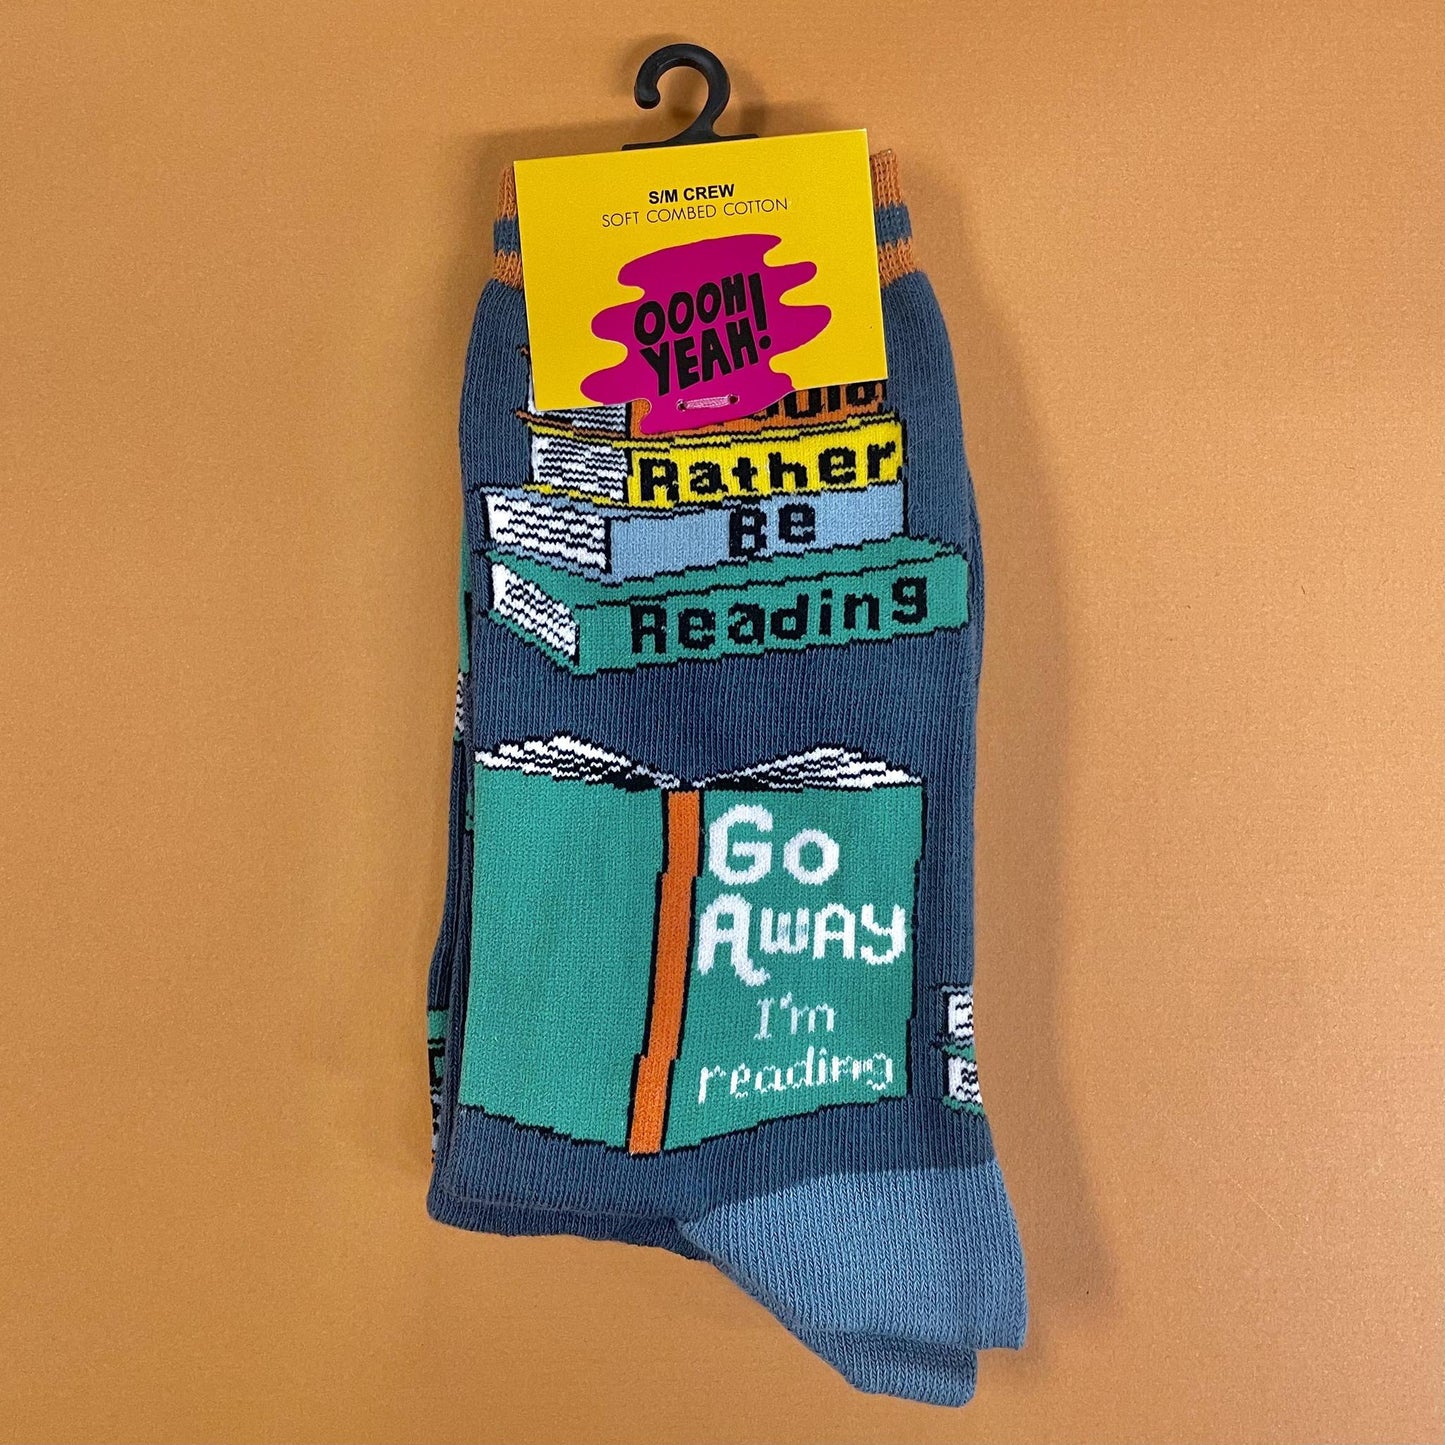 S/M CREW
SOFT COMBED COTTON
OOOH
YEAH!
Rather
Be
Reading
Go
Away
I'm
reading